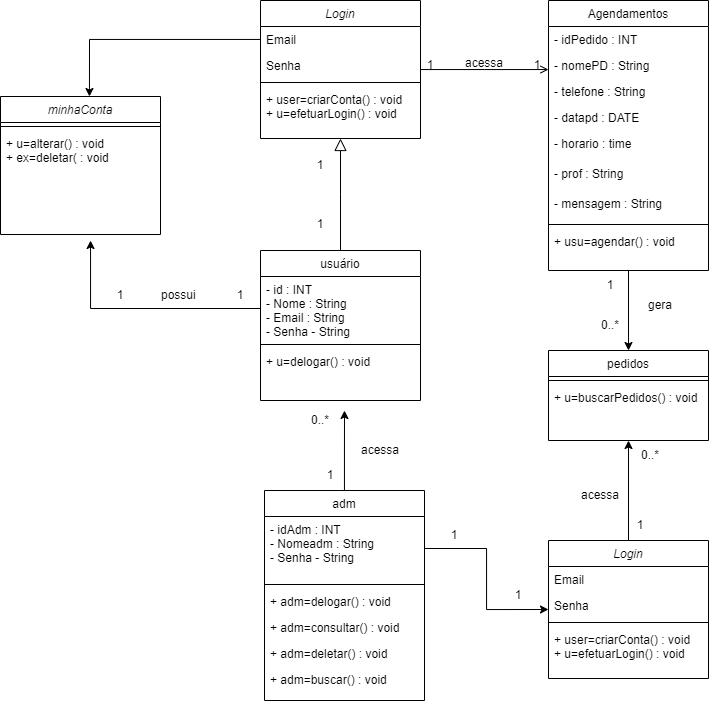 Login
Email
Senha
+ user=criarConta() : void
+ u=efetuarLogin() : void
Agendamentos
- idPedido : INT
- nomePD : String
- telefone : String
- datapd : DATE
- horario : time
- prof : String
- mensagem : String
+ usu=agendar() : void
1
acessa
1
minhaConta
+ u=alterar() : void
+ ex=deletar( : void
1
1
usuário
- id : INT
- Nome : String
- Email : String
- Senha - String
+ u=delogar() : void
1
possui
1
1
gera
0..*
pedidos
+ u=buscarPedidos() : void
0..*
acessa
1
adm
- idAdm : INT
- Nomeadm : String
- Senha - String
+ adm=delogar() : void
+ adm=consultar() : void
+ adm=deletar() : void
+ adm=buscar() : void
1
1
0..*
acessa
1
Login
Email
Senha
+ user=criarConta() : void
+ u=efetuarLogin() : void